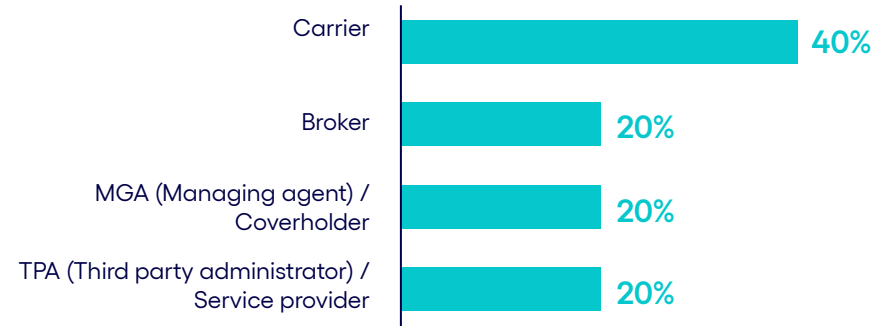 Carrier
40%
Broker
20%
MGA (Managing agent) /
Coverholder
20%
TPA (Third party administrator) /
Service provider
20%